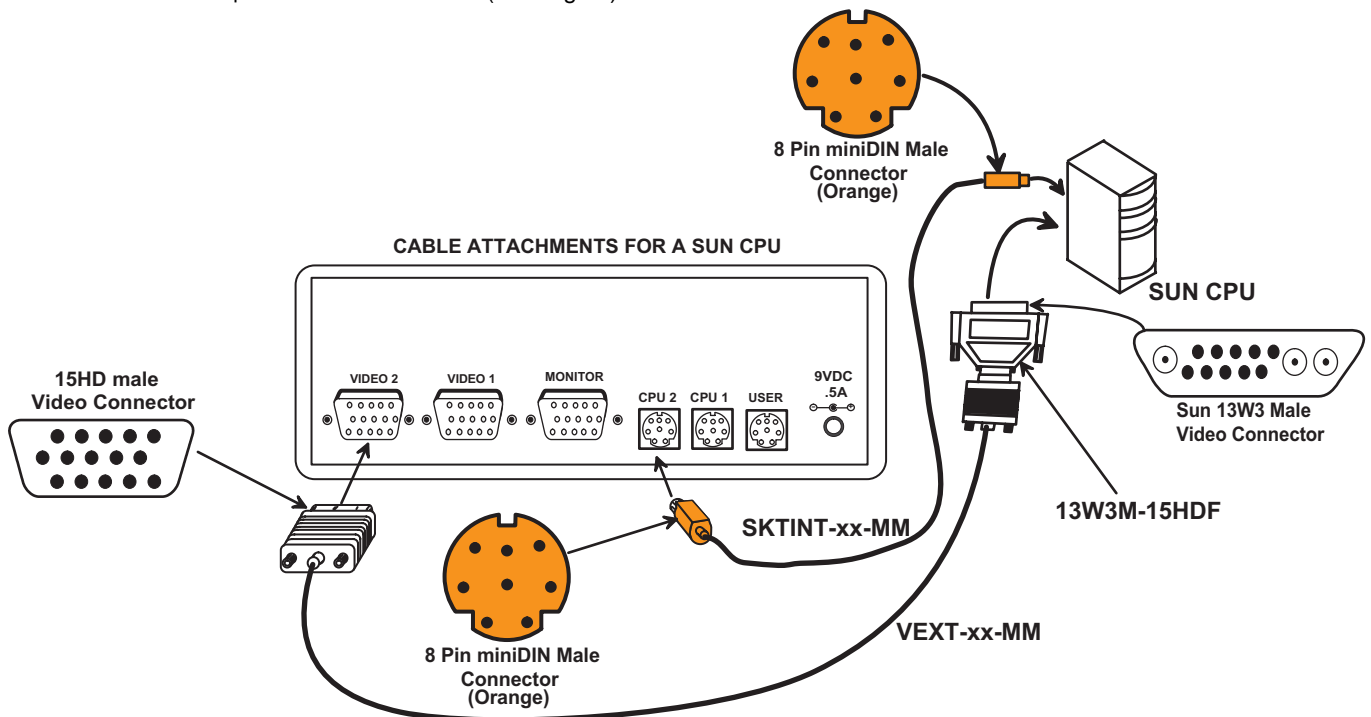 8 Pin miniDIN Male
Connector
(Orange)
CABLE ATTACHMENTS FOR A SUN CPU
SUN CPU
15HD male
Video Connector
VIDEO 2
VIDEO 1
MONITOR
CPU 2
CPU 1
USER
9VDC
.5A
Sun 13W3 Male
Video Connector
13W3M-15HDF
SKTINT-xx-MM
VEXT-xx-MM
8 Pin miniDIN Male
Connector
(Orange)